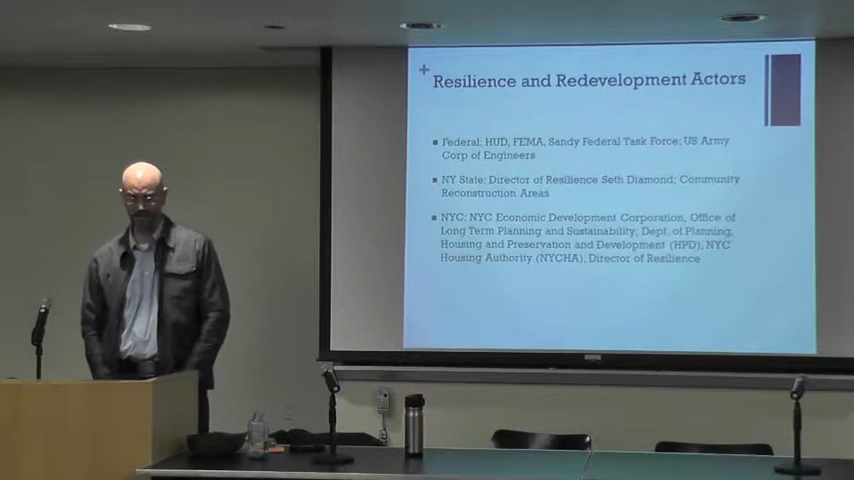 +
Resilience and Redevelopment Actors
Federal: HUD, FEMA, Sandy Federal Task Force; US Army
Corp of Engineers
NY State: Director of Resilience Seth Diamond; Community
Reconstruction Areas
NYC: NYC Economic Development Corporation, Office of
Long Term Planning and Sustainability; Dept. of Planning,
Housing and Preservation and Development (HPD), NYC
Housing Authority (NYCHA), Director of Resilience